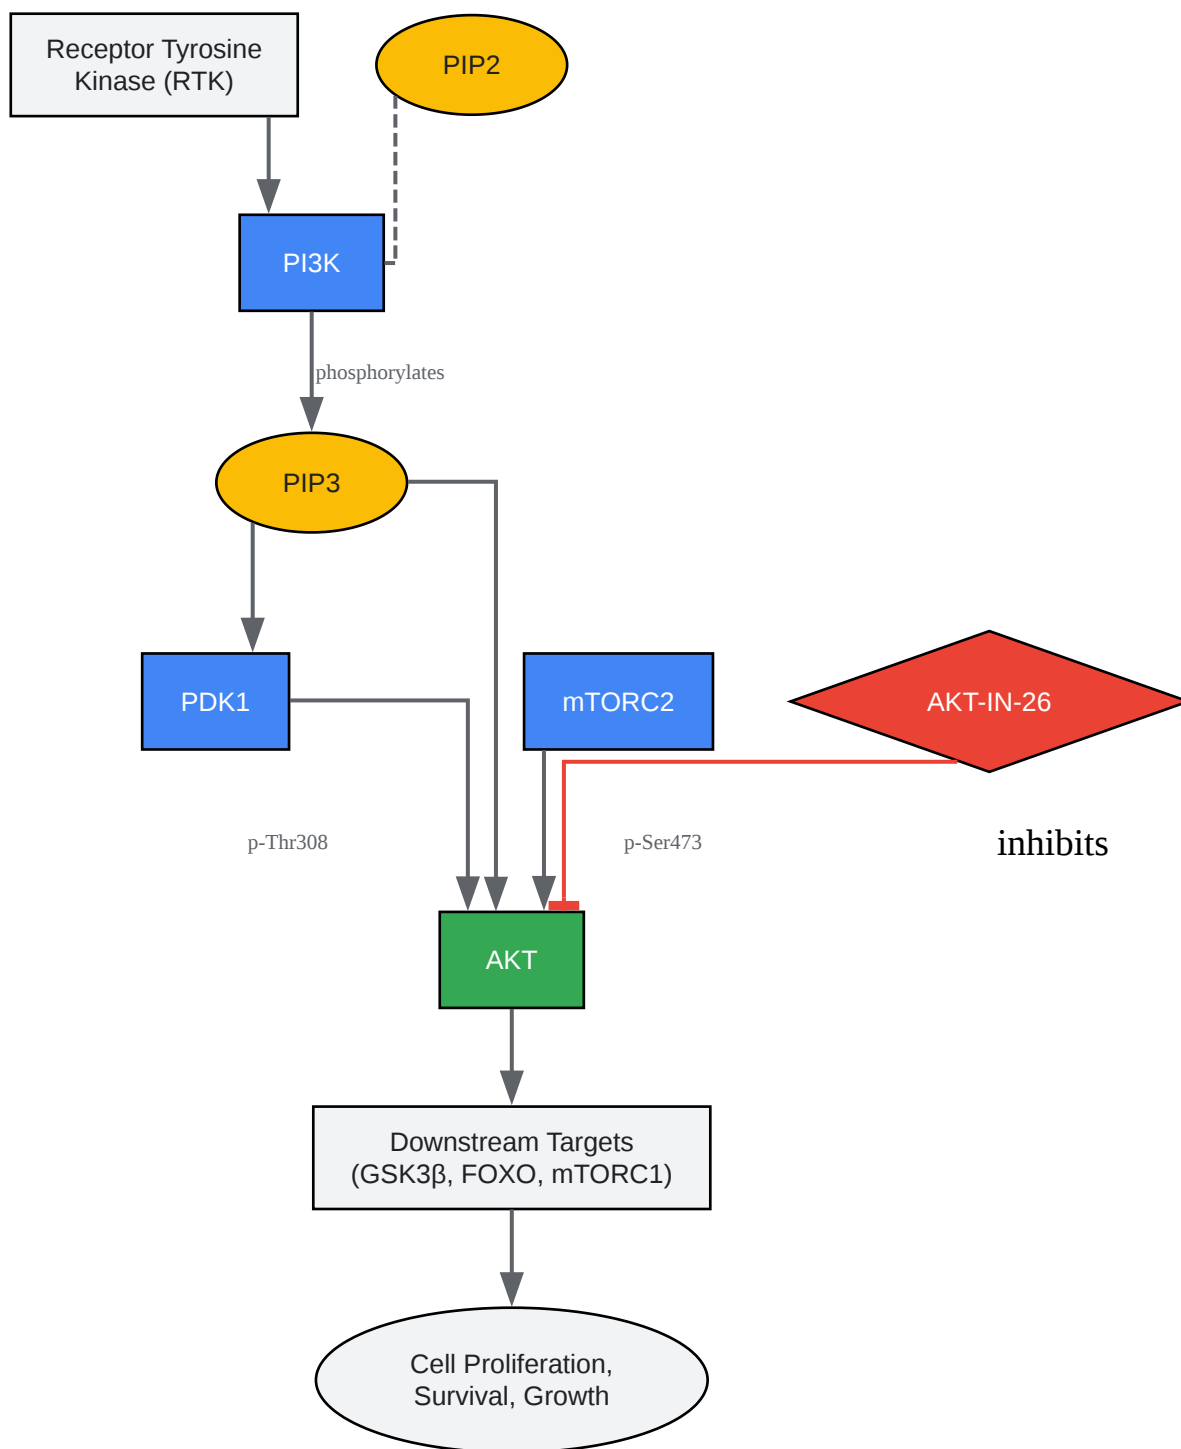 Receptor Tyrosine
Kinase (RTK)
PIP2
PI3K
phosphorylates
PIP3
PDK1
mTORC2
AKT-IN-26
p-Thr308
p-Ser473
inhibits
AKT
Downstream Targets
(GSK3β, FOXO, mTORC1)
Cell Proliferation,
Survival, Growth